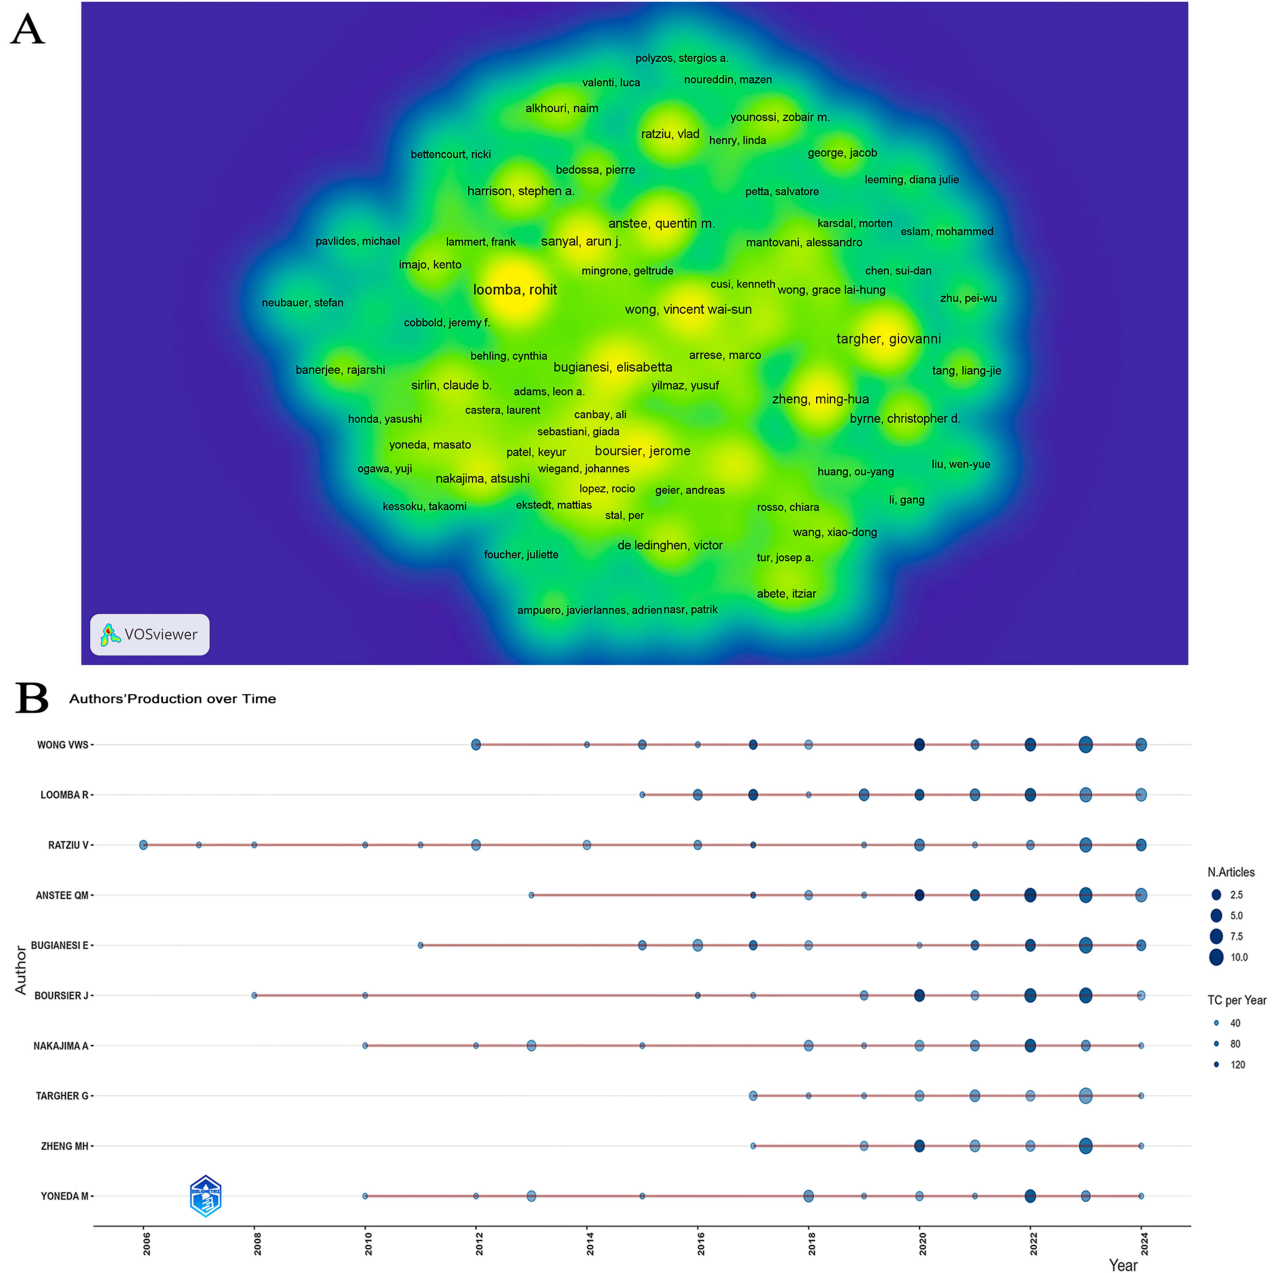 A
polyzos, stergios a.
valenti, luca
noureddin, mazen
alkhouri, naim
younossi, zobair m.
ratziu, vlad
henry, linda
bettencourt, ricki
george, jacob
bedossa, pierre
leeming, diana julie
harrison, stephen a.
petta, salvatore
anstee, quentin m.
karsdal, morten
eslam, mohammed
pavlides, michael
lammert, frank
sanyal, arun j.
mantovani, alessandro
imajo, kento
mingrone, geltrude
chen, sui-dan
loomba, rohit
cusi, kenneth
wong, grace lai-hung
zhu, pei-wu
neubauer, stefan
wong, vincent wai-sun
cobbold, jeremy f.
targher, giovanni
behling, cynthia
arrese, marco
banerjee, rajarshi
bugianesi, elisabetta
tang, liang-jie
sirlin, claude b.
adams, leon a.
yilmaz, yusuf
zheng, ming-hua
honda, yasushi
castera, laurent
canbay, ali
byrne, christopher d.
sebastiani, giada
yoneda, masato
patel, keyur
boursier, jerome
ogawa, yuji
wiegand, johannes
huang, ou-yang
liu, wen-yue
nakajima, atsushi
lopez, rocio
geier, andreas
li, gang
kessoku, takaomi
ekstedt, mattias
stal, per
rosso, chiara
wang, xiao-dong
foucher, juliette
de ledinghen, victor
tur, josep a.
abete, itziar
ampuero, javier
lannes, adrien
nasr, patrik
VOSviewer
B
Authors'Production over Time
WONG VWS
LOOMBA R
RATZIU V
ANSTEE QM
BUGIANESI E
BOURSIER J
NAKAJIMA A
TARGHER G
ZHENG MH
YONEDA M
Author
BIBLIOMETRIX
2006
2008
2010
2012
2014
2016
2018
2020
2022
2024
Year
N.Articles
2.5
5.0
7.5
10.0
TC per Year
40
80
120